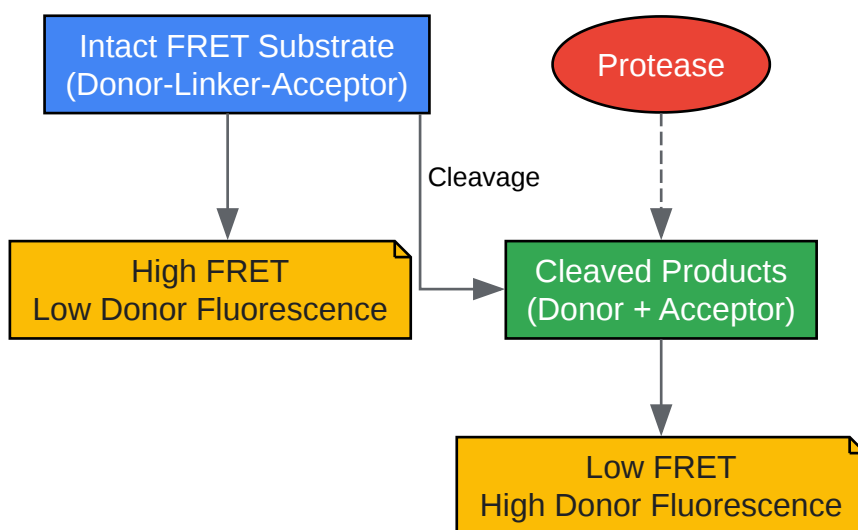 Intact FRET Substrate
(Donor-Linker-Acceptor)
Protease
Cleavage
High FRET
Low Donor Fluorescence
Cleaved Products
(Donor + Acceptor)
Low FRET
High Donor Fluorescence